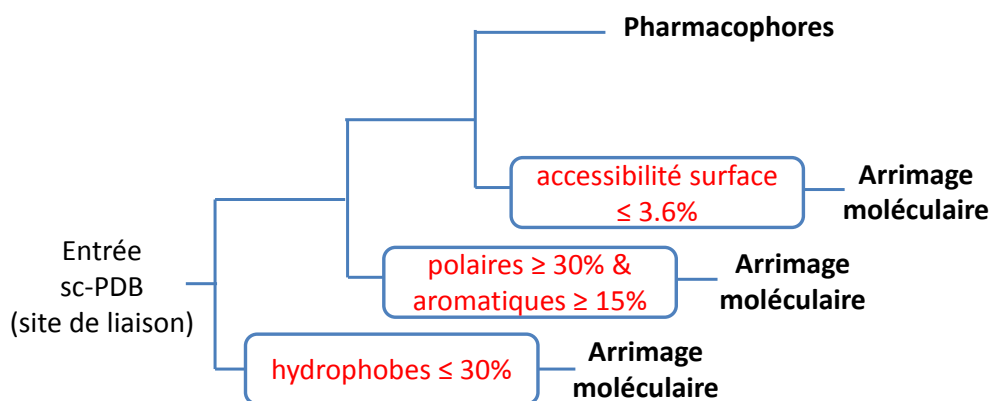 Pharmacophores
accessibilité surface
≤ 3.6%
Arrimage
moléculaire
Entrée
sc-PDB
(site de liaison)
polaires ≥ 30% &
aromatiques ≥ 15%
Arrimage
moléculaire
hydrophobes ≤ 30%
Arrimage
moléculaire